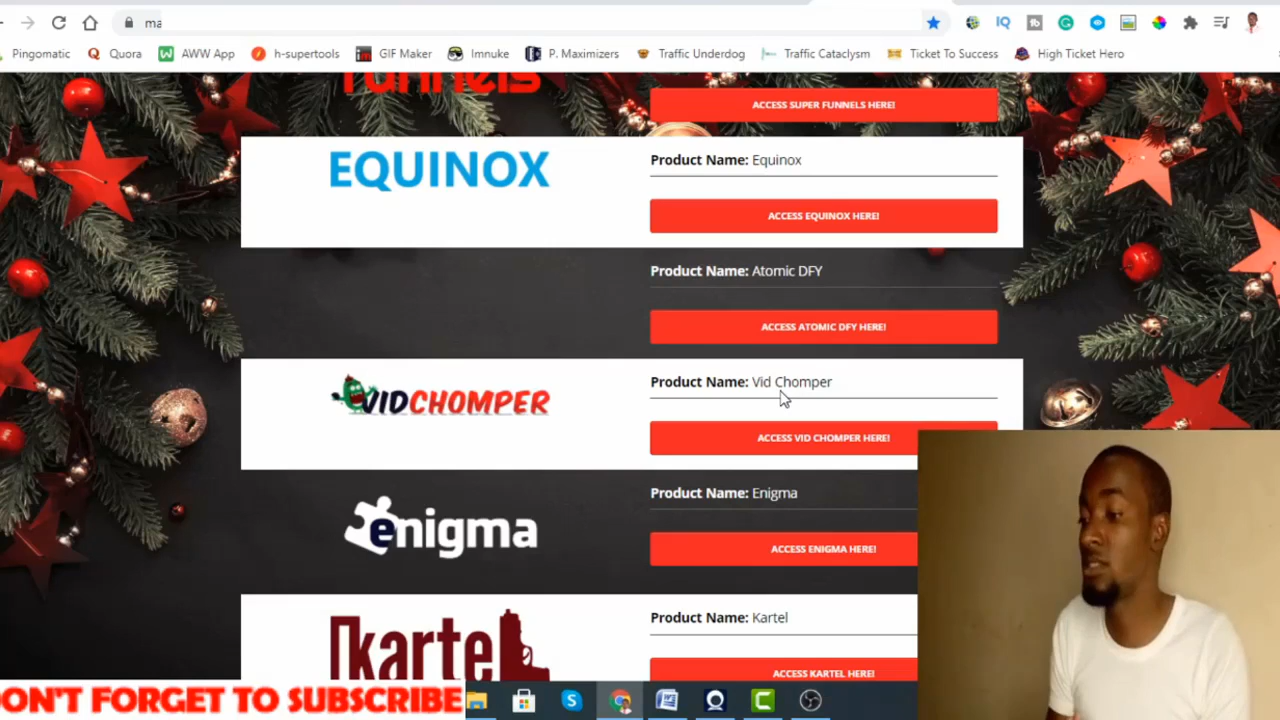 ma
Pingomatic Quora AWW App h-supertools GIF Maker Imnuke P. Maximizers Traffic Underdog Traffic Cataclysm Ticket To Success High Ticket Hero
funnels
ACCESS SUPER FUNNELS HERE!
EQUINOX
Product Name: Equinox
ACCESS EQUINOX HERE!
Product Name: Atomic DFY
ACCESS ATOMIC DFY HERE!
VIDCHOMPER
Product Name: Vid Chomper
ACCESS VID CHOMPER HERE!
enigma
Product Name: Enigma
ACCESS ENIGMA HERE!
kartel
Product Name: Kartel
ACCESS KARTEL HERE!
ON'T FORGET TO SUBSCRIBE